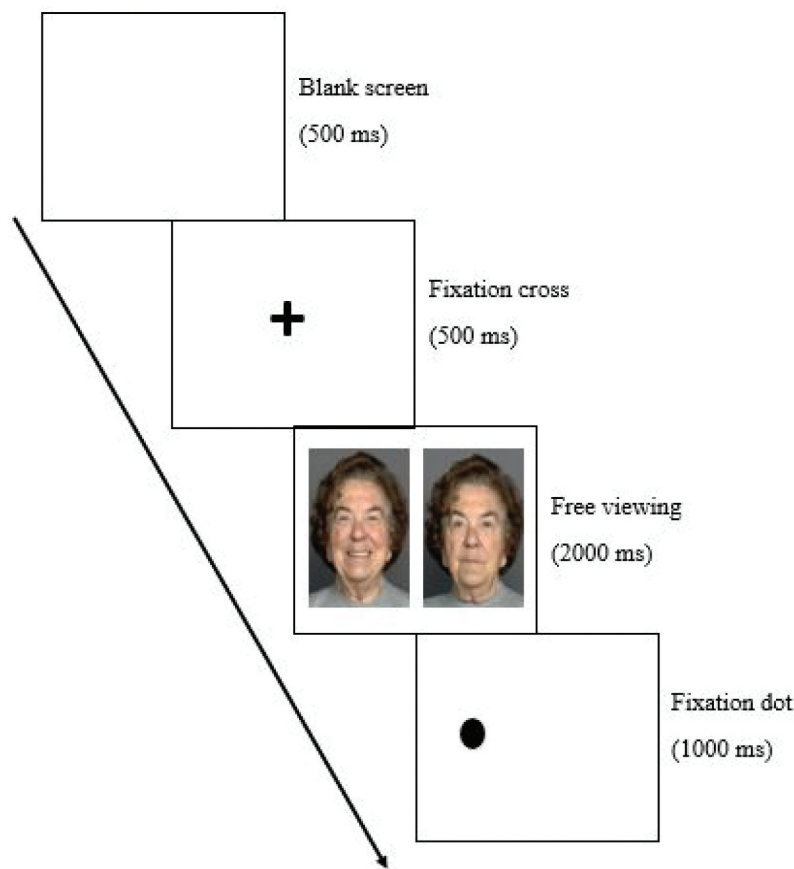 Blank screen
(500 ms)
Fixation cross
(500 ms)
Free viewing
(2000 ms)
Fixation dot
(1000 ms)